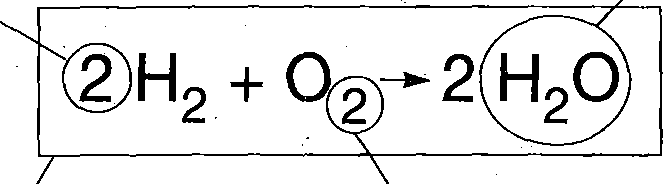 2H₂ + O₂ → 2H₂O